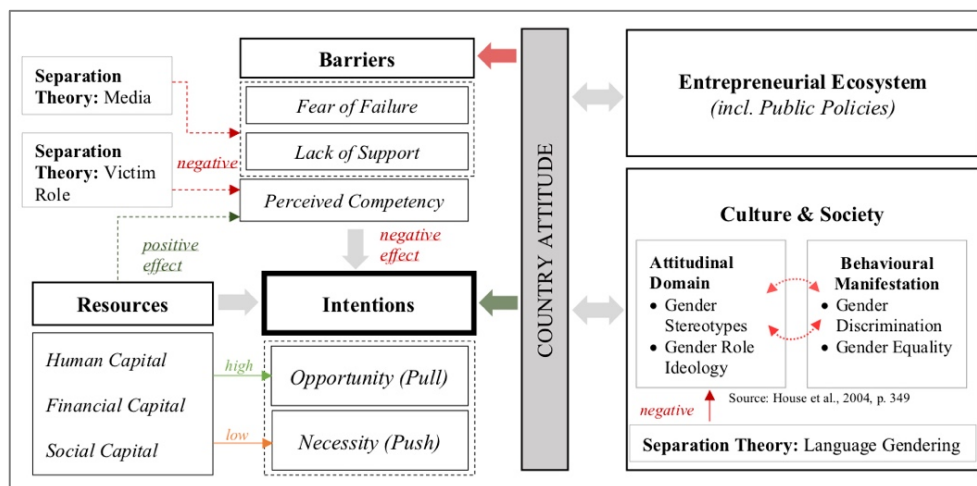 Separation
Theory: Media
Separation
Theory: Victim
Role
negative
Barriers
Fear of Failure
Lack of Support
Perceived Competency
positive
effect
negative
effect
Resources
Human Capital
Financial Capital
Social Capital
high
low
Intentions
Opportunity (Pull)
Necessity (Push)
COUNTRY ATTITUDE
Entrepreneurial Ecosystem
(incl. Public Policies)
Culture & Society
Attitudinal
Domain
• Gender
Stereotypes
• Gender Role
Ideology
Behavioural
Manifestation
• Gender
Discrimination
• Gender Equality
Source: House et al., 2004, p. 349
negative
Separation Theory: Language Gendering